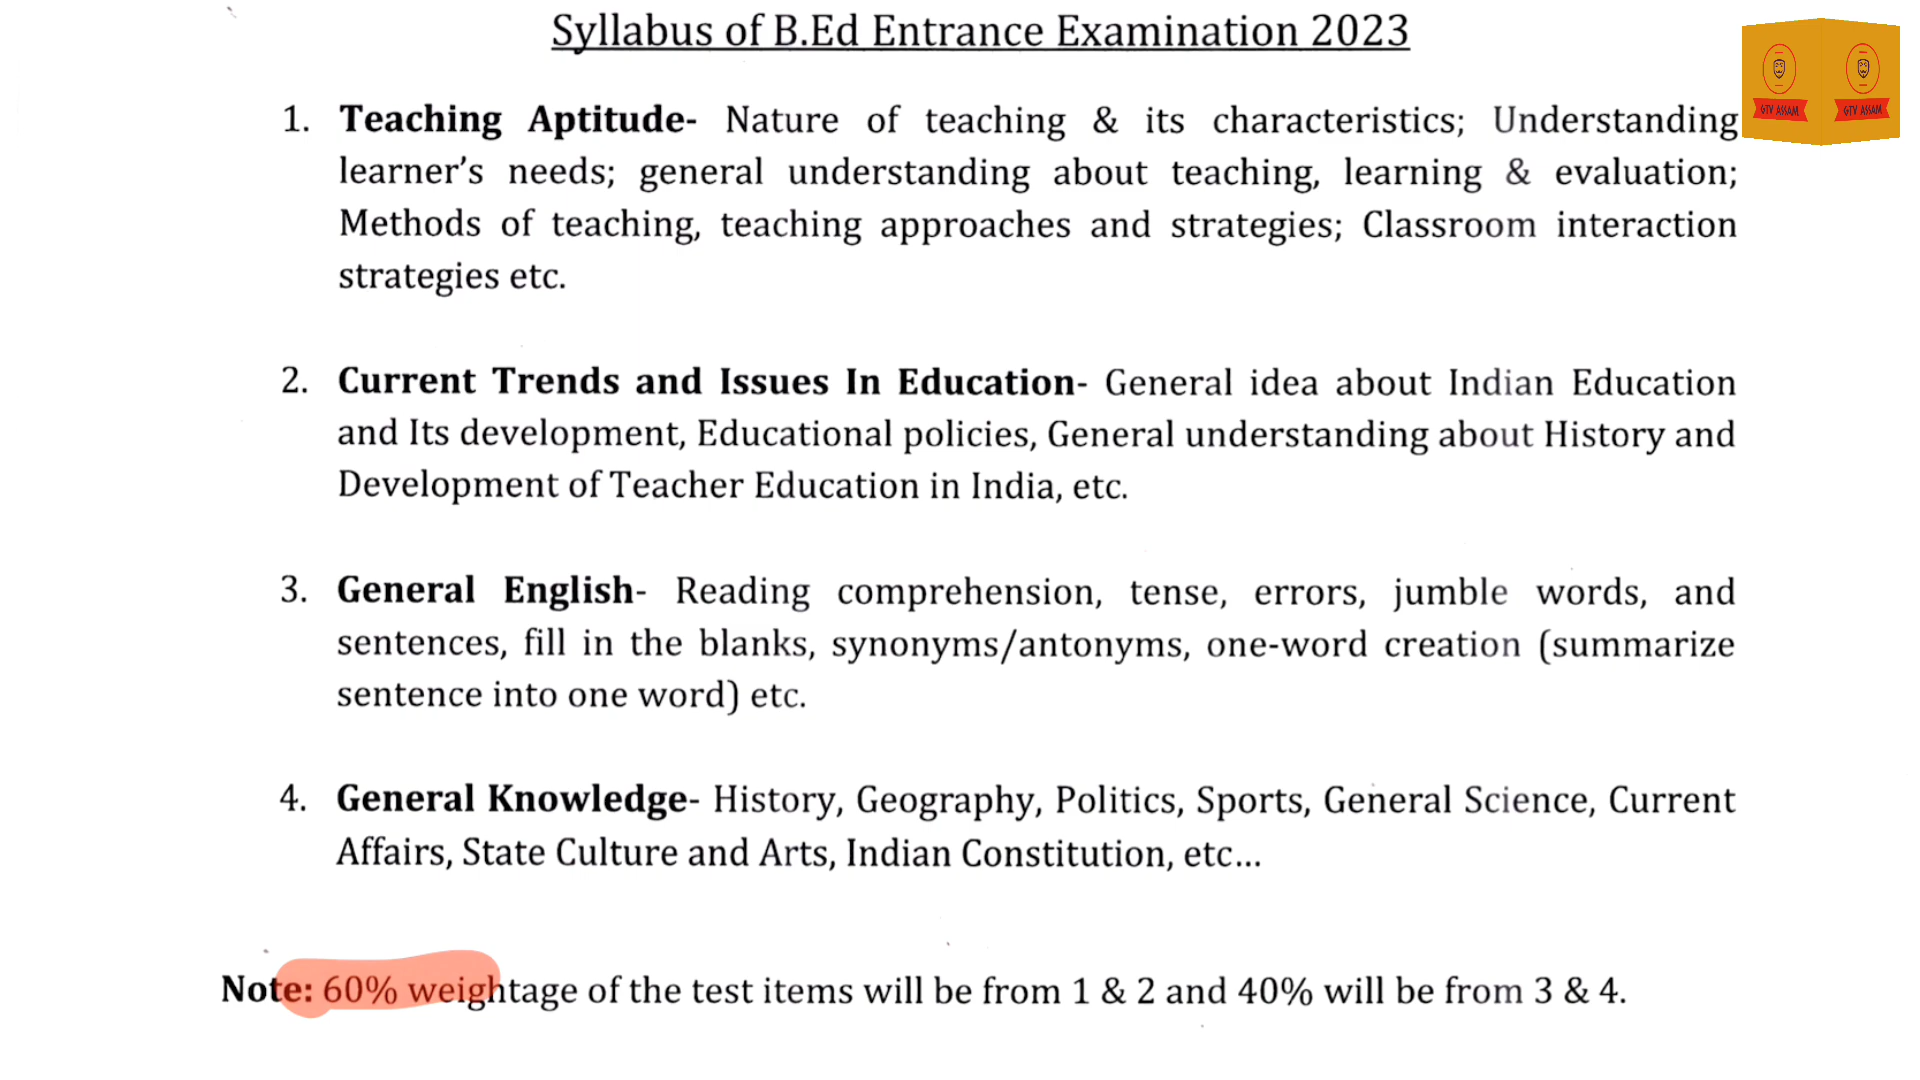 Syllabus of B.Ed Entrance Examination 2023
1. Teaching Aptitude- Nature of teaching & its characteristics; Understanding
learner's needs; general understanding about teaching, learning & evaluation;
Methods of teaching, teaching approaches and strategies; Classroom interaction
strategies etc.
2. Current Trends and Issues In Education- General idea about Indian Education
and Its development, Educational policies, General understanding about History and
Development of Teacher Education in India, etc.
3. General English- Reading comprehension, tense, errors, jumble words, and
sentences, fill in the blanks, synonyms/antonyms, one-word creation (summarize
sentence into one word) etc.
4. General Knowledge- History, Geography, Politics, Sports, General Science, Current
Affairs, State Culture and Arts, Indian Constitution, etc...
Note: 60% weightage of the test items will be from 1 & 2 and 40% will be from 3 & 4.
GTV ASSAM
GTV ASSAM